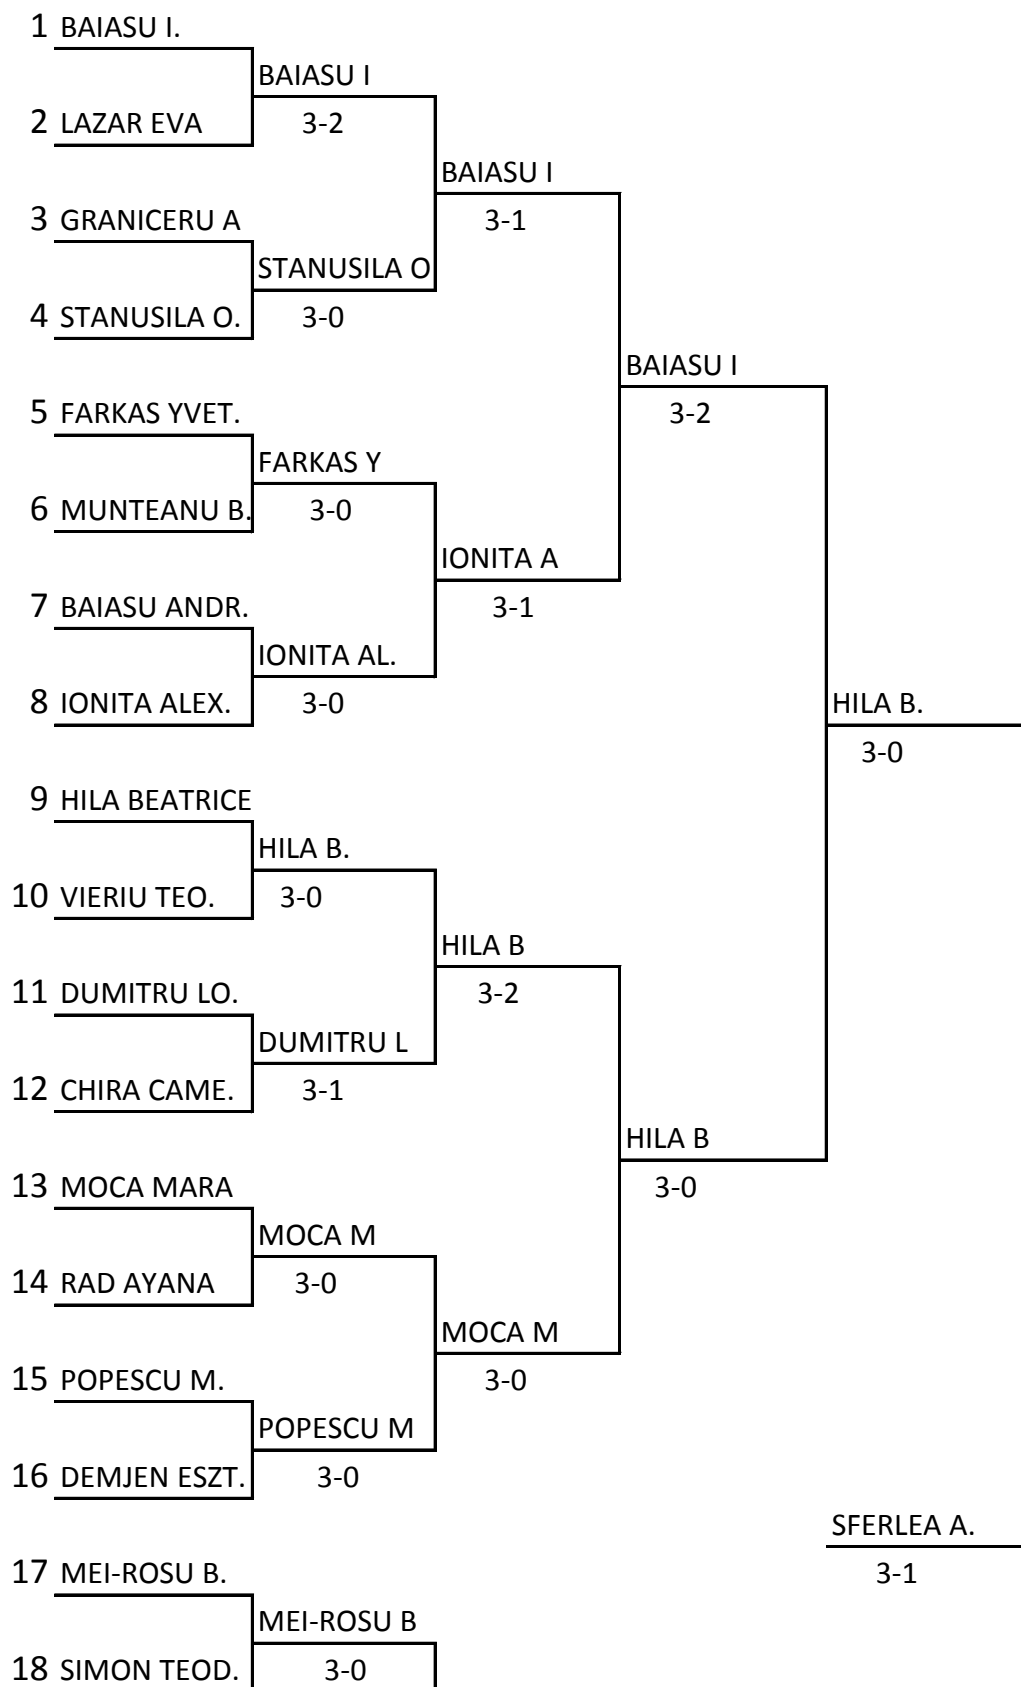 1 BAIASU I.
BAIASU I
2 LAZAR EVA 3-2
BAIASU I
3 GRANICERU A 3-1
STANUSILA O
4 STANUSILA O. 3-0
BAIASU I
5 FARKAS YVET. 3-2
FARKAS Y
6 MUNTEANU B. 3-0
IONITA A
7 BAIASU ANDR. 3-1
IONITA AL.
8 IONITA ALEX. 3-0 HILA B.
3-0
9 HILA BEATRICE
HILA B.
10 VIERIU TEO. 3-0
HILA B
11 DUMITRU LO. 3-2
DUMITRU L
12 CHIRA CAME. 3-1
HILA B
13 MOCA MARA 3-0
MOCA M
14 RAD AYANA 3-0
MOCA M
15 POPESCU M. 3-0
POPESCU M
16 DEMJEN ESZT. 3-0
SFERLEA A.
17 MEI-ROSU B. 3-1
MEI-ROSU B
18 SIMON TEOD. 3-0